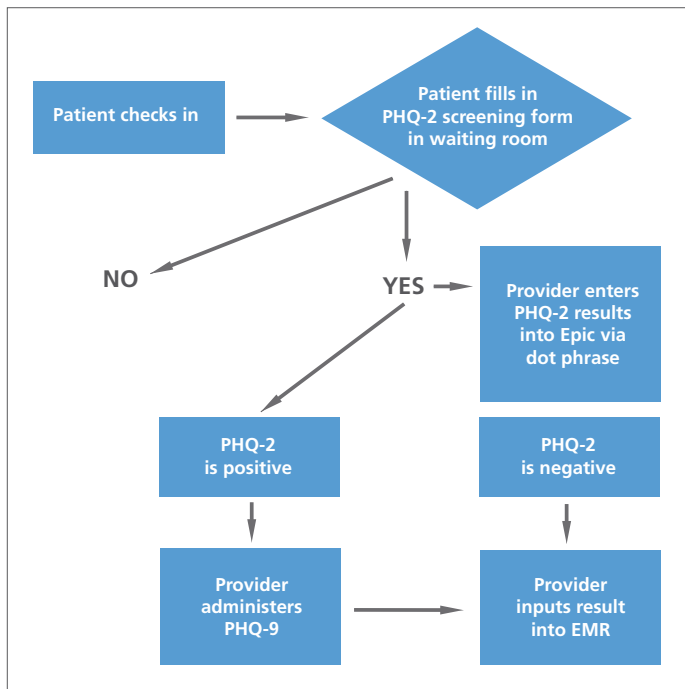 Patient checks in
Patient fills in
PHQ-2 screening form
in waiting room
NO
YES
Provider enters
PHQ-2 results
into Epic via
dot phrase
PHQ-2
is positive
PHQ-2
is negative
Provider
administers
PHQ-9
Provider
inputs result
into EMR